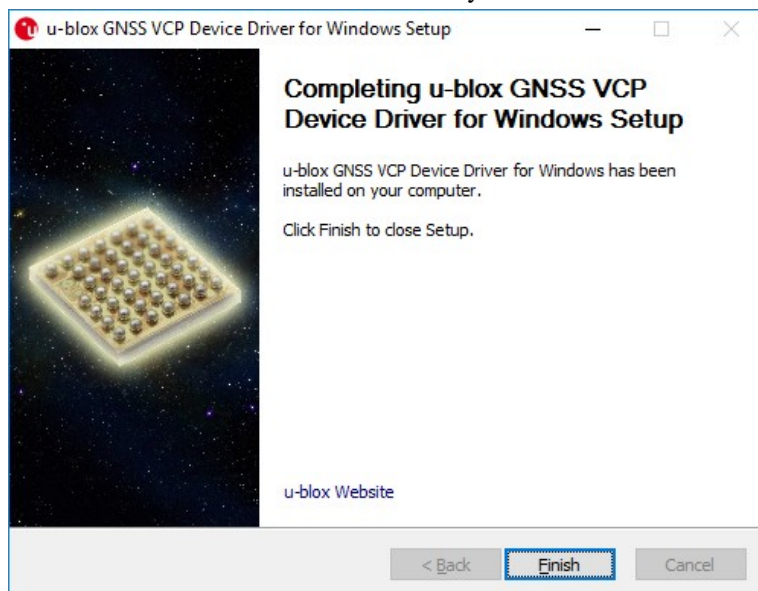 u-blox GNSS VCP Device Driver for Windows Setup
Completing u-blox GNSS VCP
Device Driver for Windows Setup
u-blox GNSS VCP Device Driver for Windows has been
installed on your computer.
Click Finish to close Setup.
u-blox Website
< Back Finish Cancel